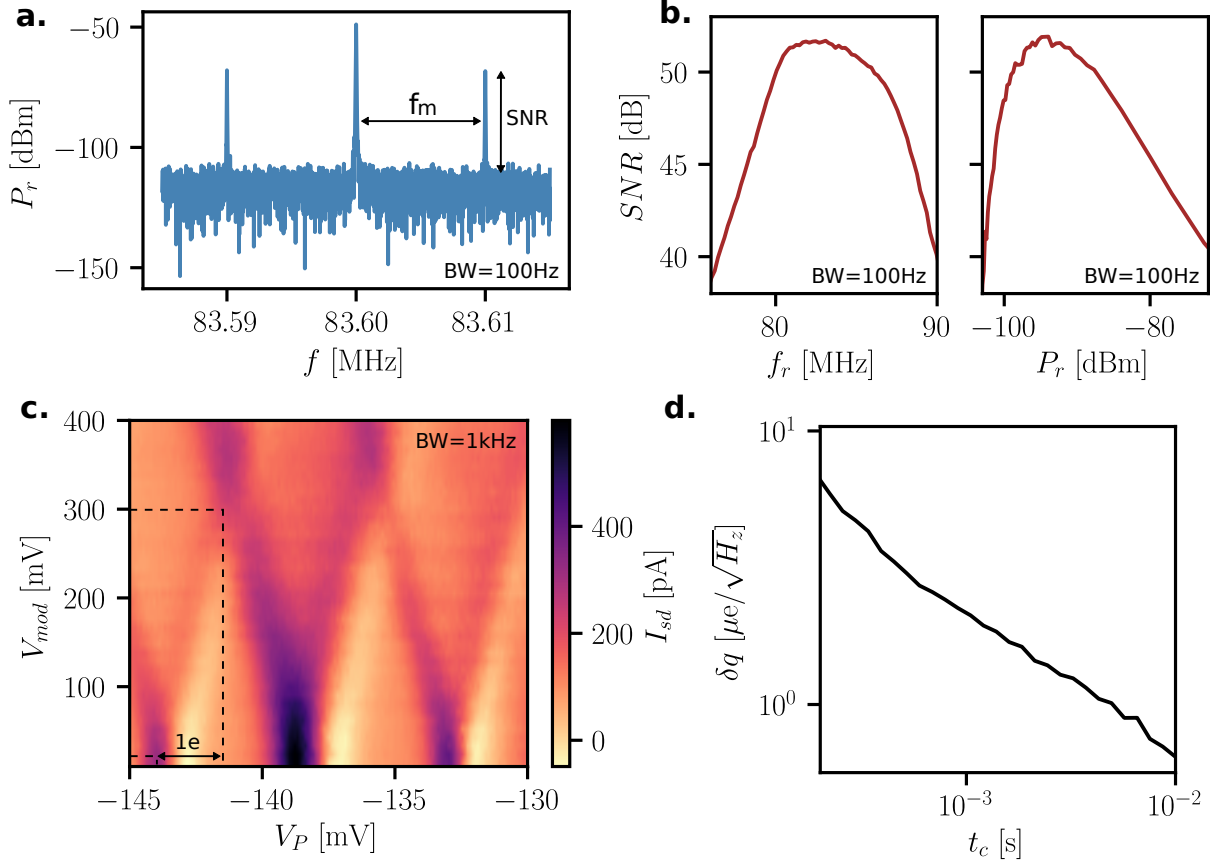 a.
−50
−100
−150
P_r [dBm]
fm
SNR
BW=100Hz
83.59 83.60 83.61
f [MHz]
b.
50
45
40
SNR [dB]
BW=100Hz
80 90
f_r [MHz]
BW=100Hz
−100 −80
P_r [dBm]
c.
400
300
200
100
V_mod [mV]
BW=1kHz
1e
−145 −140 −135 −130
V_P [mV]
400
200
0
I_sd [pA]
d.
10^1
10^0
δq [μe/√H_z]
10^−3 10^−2
t_c [s]